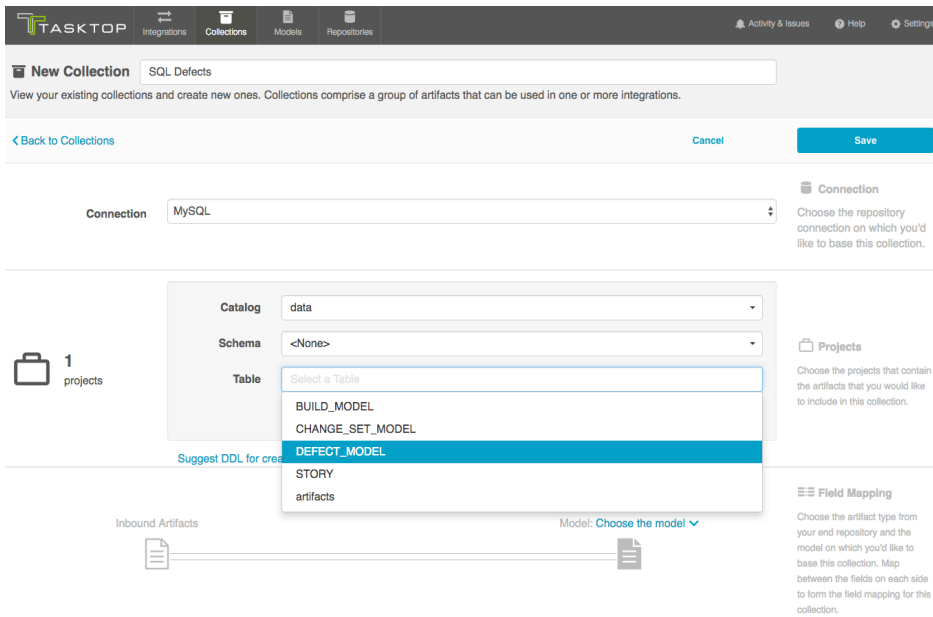 TASKTOP
Integrations
Collections
Models
Repositories
Activity & Issues
Help
Settings
New Collection
SQL Defects
View your existing collections and create new ones. Collections comprise a group of artifacts that can be used in one or more integrations.
Back to Collections
Cancel
Save
Connection
MySQL
Connection
Choose the repository
connection on which you'd
like to base this collection.
1
projects
Catalog
data
Schema
<None>
Table
Select a Table
BUILD_MODEL
CHANGE_SET_MODEL
DEFECT_MODEL
STORY
artifacts
Suggest DDL for
Projects
Choose the projects that contain
the artifacts that you would like
to include in this collection.
Inbound Artifacts
Model: Choose the model
Field Mapping
Choose the artifact type from
your end repository and the
model on which you'd like to
base this collection. Map
between the fields on each side
to form the field mapping for this
collection.